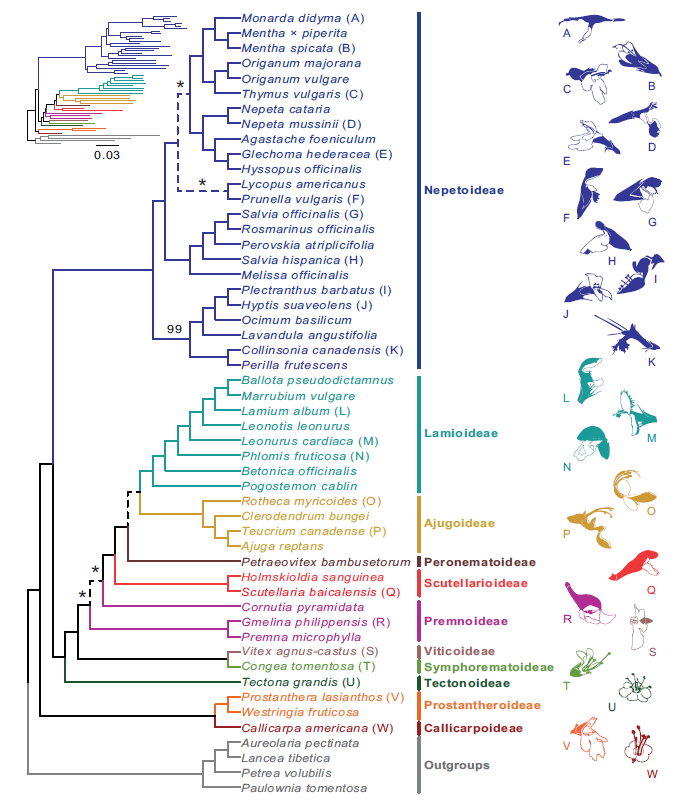 Monarda didyma (A)
Mentha × piperita
Mentha spicata (B)
Origanum majorana
Origanum vulgare
Thymus vulgaris (C)
Nepeta cataria
Nepeta mussinii (D)
Agastache foeniculum
Glechoma hederacea (E)
Hyssopus officinalis
Lycopus americanus
Prunella vulgaris (F)
Salvia officinalis (G)
Rosmarinus officinalis
Perovskia atriplicifolia
Salvia hispanica (H)
Melissa officinalis
Plectranthus barbatus (I)
Hyptis suaveolens (J)
Ocimum basilicum
Lavandula angustifolia
Collinsonia canadensis (K)
Perilla frutescens
Ballota pseudodictamnus
Marrubium vulgare
Lamium album (L)
Leonotis leonurus
Leonurus cardiaca (M)
Phlomis fruticosa (N)
Betonica officinalis
Pogostemon cablin
Rotheca myricoides (O)
Clerodendrum bungei
Teucrium canadense (P)
Ajuga reptans
Petraeovitex bambusetorum
Holmskioldia sanguinea
Scutellaria baicalensis (Q)
Cornutia pyramidata
Gmelina philippensis (R)
Premna microphylla
Vitex agnus-castus (S)
Congea tomentosa (T)
Tectona grandis (U)
Prostanthera lasianthos (V)
Westringia fruticosa
Callicarpa americana (W)
Aureolaria pectinata
Lancea tibetica
Petrea volubilis
Paulownia tomentosa
Nepetoideae
Lamioideae
Ajugoideae
Peronematoideae
Scutellarioideae
Premnoideae
Viticoideae
Symphorematoideae
Tectonoideae
Prostantheroideae
Callicarpoideae
Outgroups
0.03
*
*
99
*
*
A
B
C
D
E
F
G
H
I
J
K
L
M
N
O
P
Q
R
S
T
U
V
W